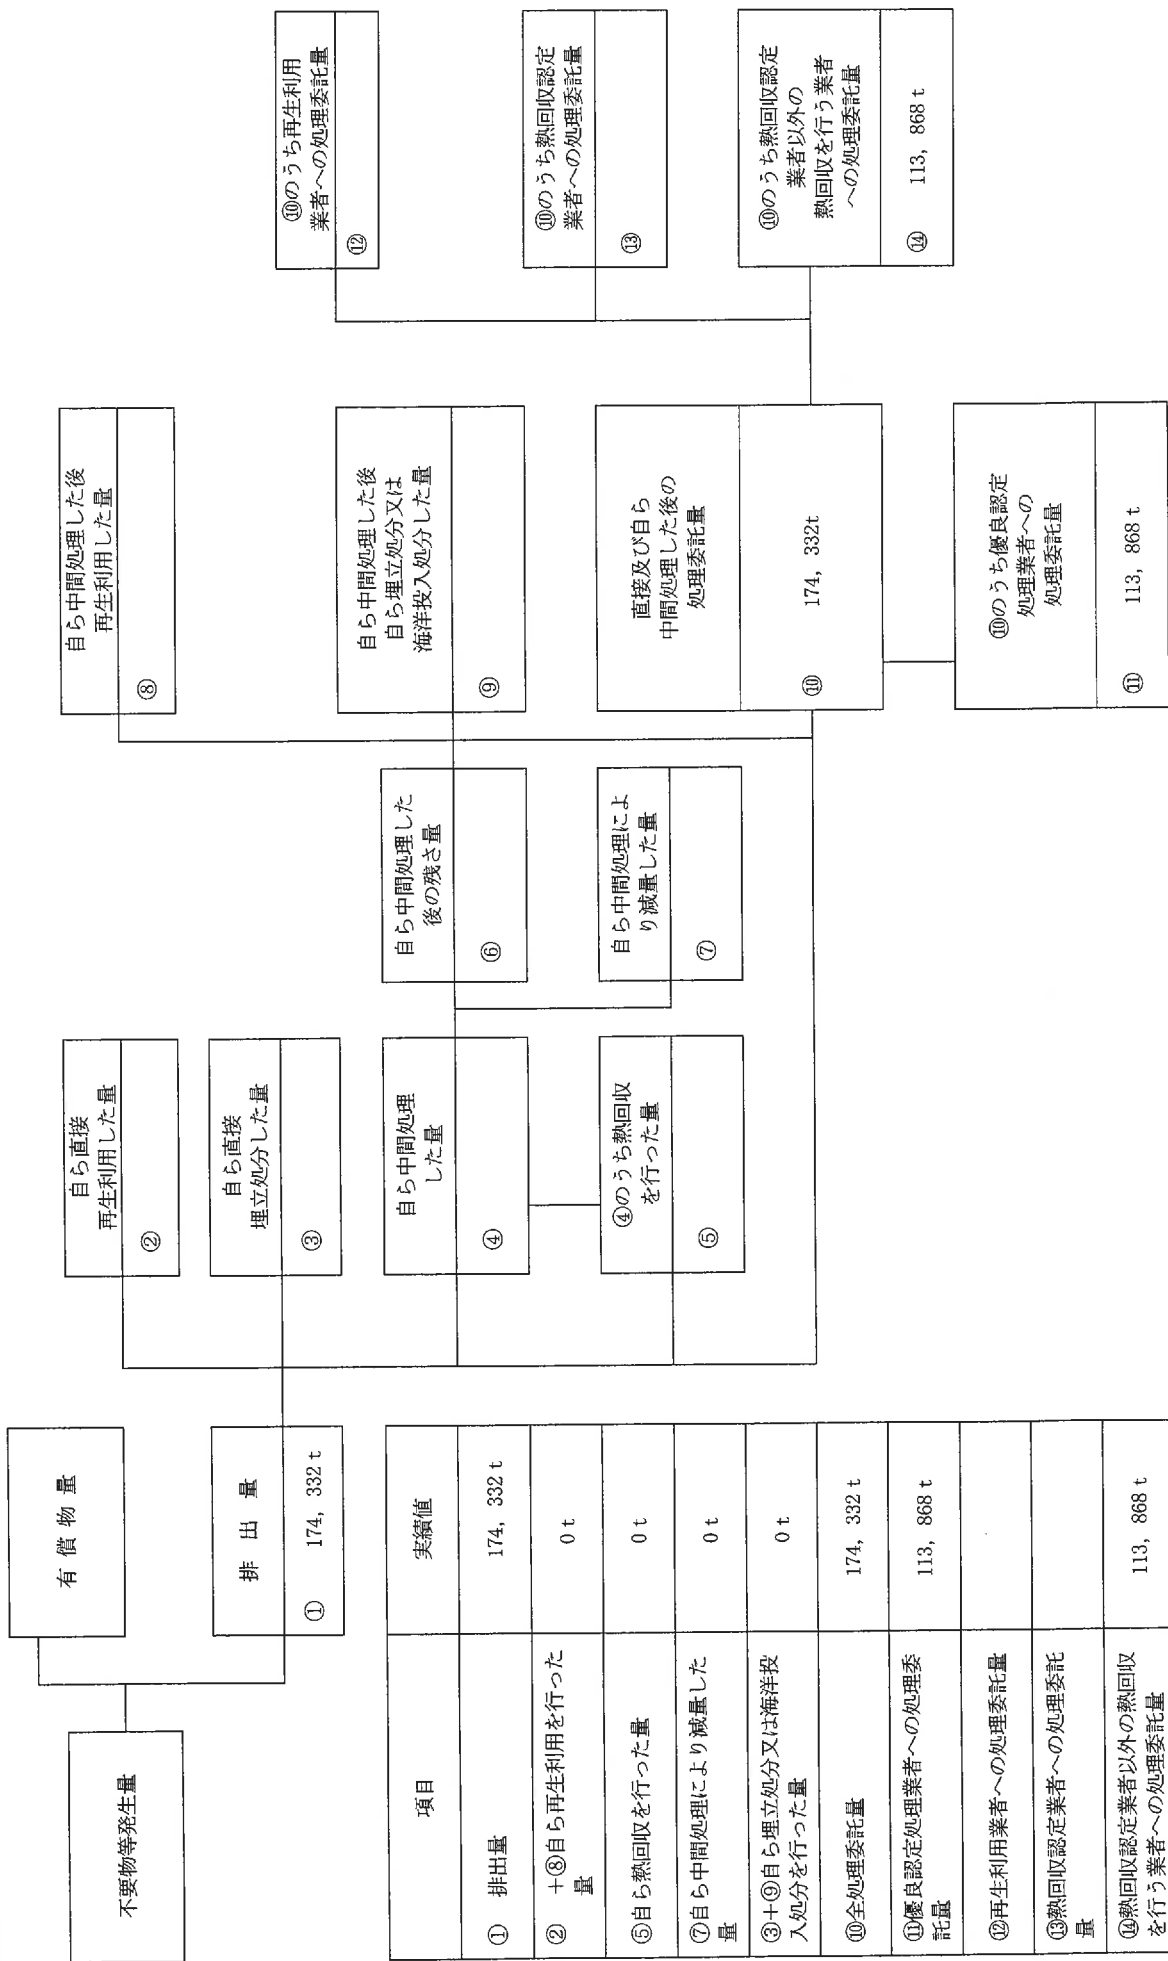 不要物等発生量
有 償 物 量
排 出 量
① 174, 332 t
自ら直接
再生利用した量
②
自ら直接
埋立処分した量
③
自ら中間処理
した量
④
④のうち熱回収
を行った量
⑤
自ら中間処理した
後の残さ量
⑥
自ら中間処理によ
り減量した量
⑦
自ら中間処理した後
再生利用した量
⑧
自ら中間処理した後
自ら埋立処分又は
海洋投入処分した量
⑨
直接及び自ら
中間処理した後の
処理委託量
⑩ 174, 332t
⑩のうち優良認定
処理業者への
処理委託量
⑪ 113, 868 t
⑩のうち再生利用
業者への処理委託量
⑫
⑩のうち熱回収認定
業者への処理委託量
⑬
⑩のうち熱回収認定
業者以外の
熱回収を行う業者
への処理委託量
⑭ 113, 868 t
項目 実績値
① 排出量 174, 332 t
② +⑧自ら再生利用を行った
量 0 t
⑤自ら熱回収を行った量 0 t
⑦自ら中間処理により減量した
量 0 t
③+⑨自ら埋立処分又は海洋投
入処分を行った量 0 t
⑩全処理委託量 174, 332 t
⑪優良認定処理業者への処理委
託量 113, 868 t
⑫再生利用業者への処理委託量
⑬熱回収認定業者への処理委託
量
⑭熱回収認定業者以外の熱回収
を行う業者への処理委託量 113, 868 t